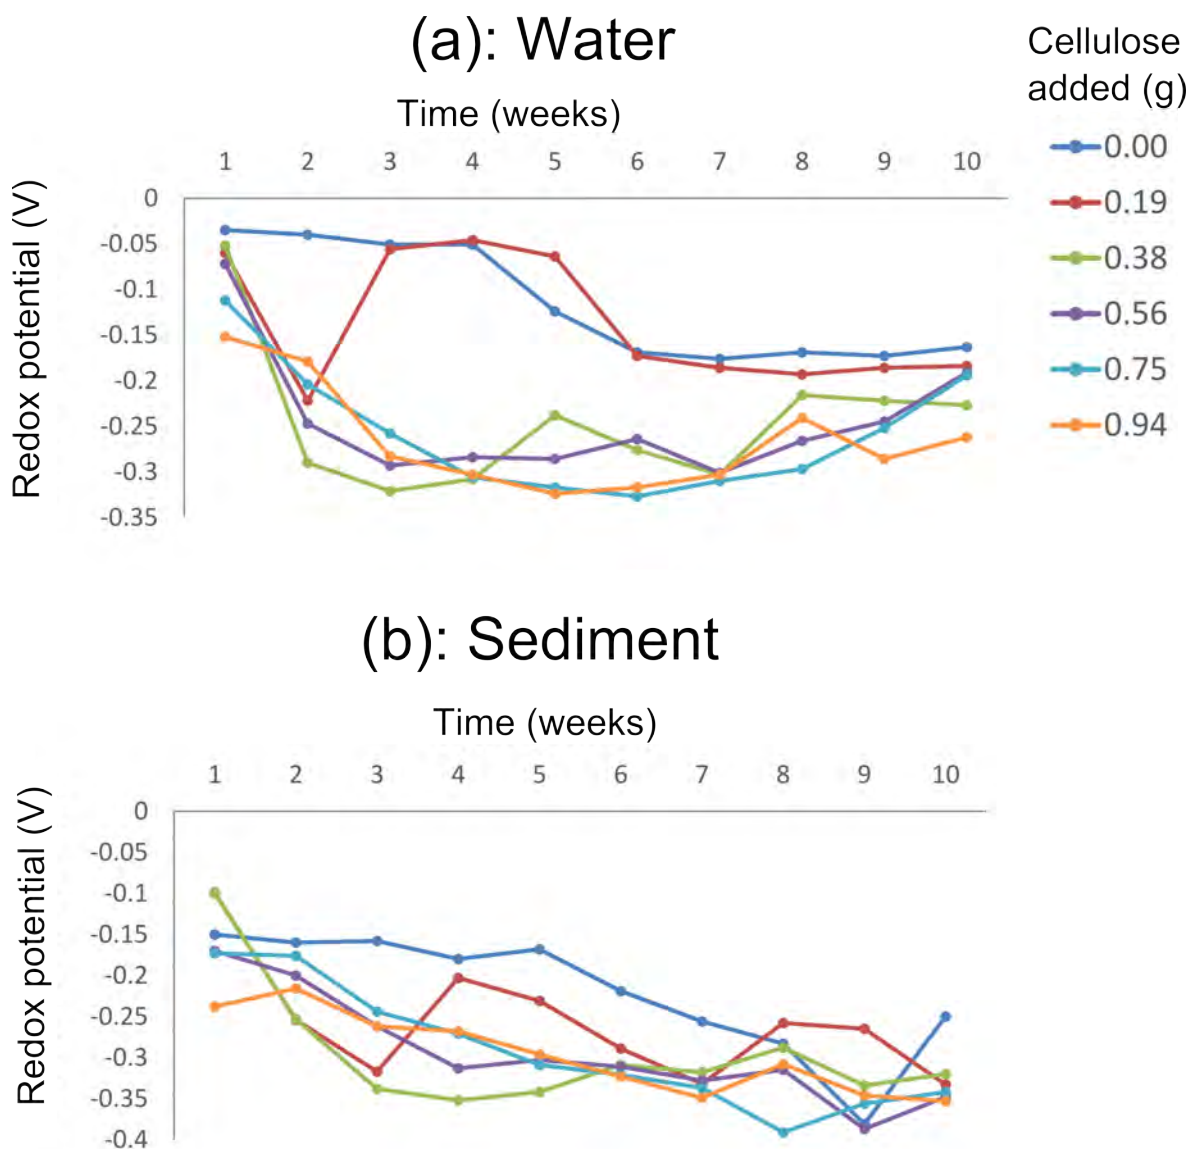 (a): Water
Time (weeks)
1 2 3 4 5 6 7 8 9 10
Redox potential (V)
0
-0.05
-0.1
-0.15
-0.2
-0.25
-0.3
-0.35
Cellulose
added (g)
0.00
0.19
0.38
0.56
0.75
0.94
(b): Sediment
Time (weeks)
1 2 3 4 5 6 7 8 9 10
Redox potential (V)
0
-0.05
-0.1
-0.15
-0.2
-0.25
-0.3
-0.35
-0.4